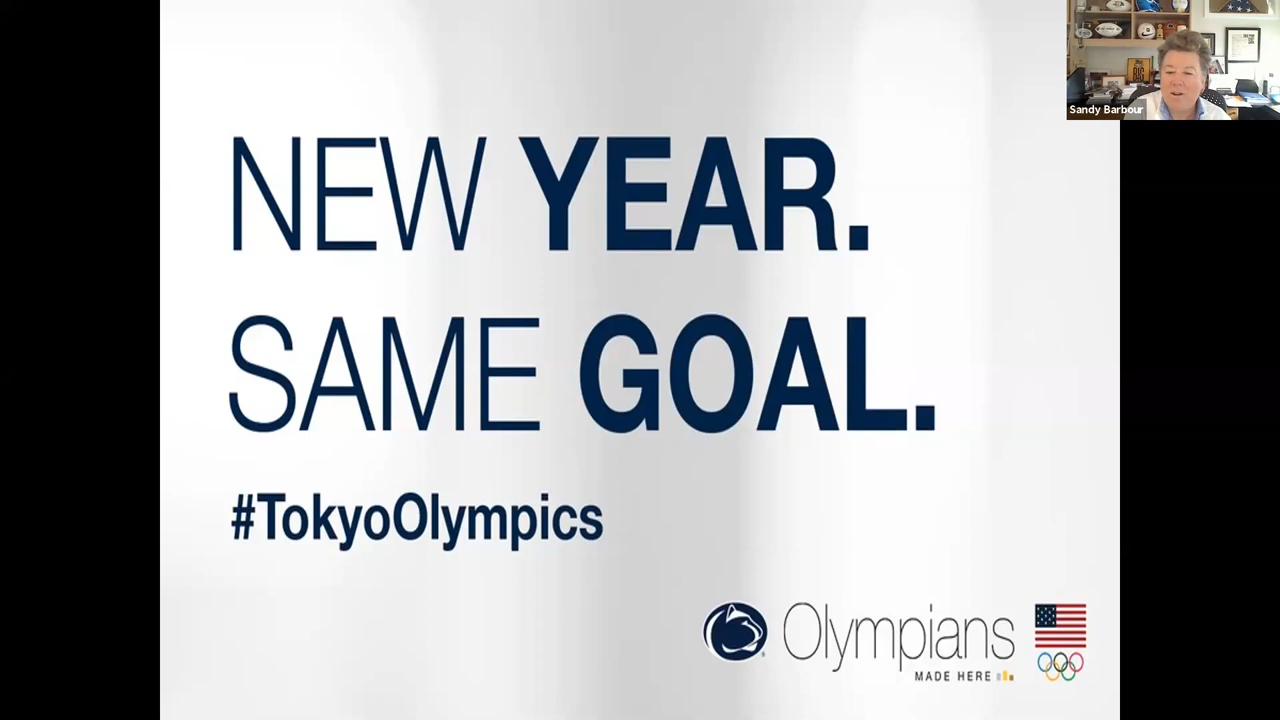 Sandy Barbour
NEW YEAR.
SAME GOAL.
#TokyoOlympics
Olympians
MADE HERE